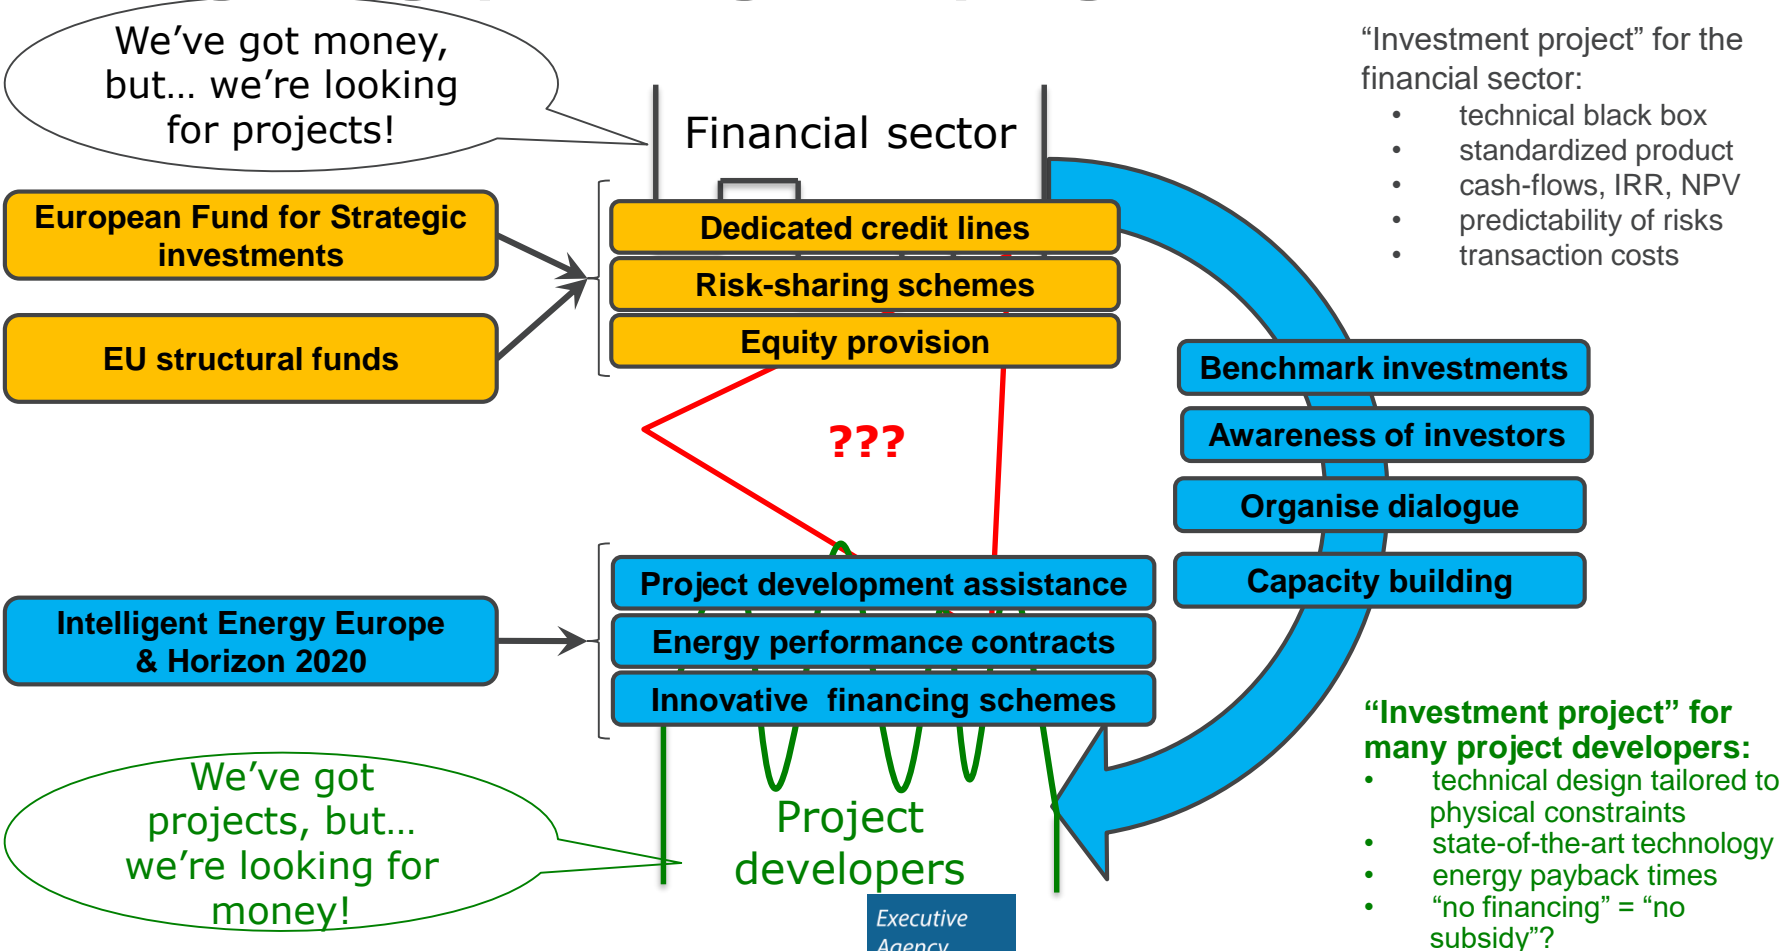 We've got money,
but... we're looking
for projects!
Financial sector
"Investment project" for the
financial sector:
• technical black box
• standardized product
• cash-flows, IRR, NPV
• predictability of risks
• transaction costs
European Fund for Strategic
investments
EU structural funds
Dedicated credit lines
Risk-sharing schemes
Equity provision
???
Benchmark investments
Awareness of investors
Organise dialogue
Capacity building
Intelligent Energy Europe
& Horizon 2020
Project development assistance
Energy performance contracts
Innovative financing schemes
We've got
projects, but...
we're looking for
money!
Project
developers
"Investment project" for
many project developers:
• technical design tailored to
physical constraints
• state-of-the-art technology
• energy payback times
• "no financing" = "no
subsidy"?
Executive
Agency